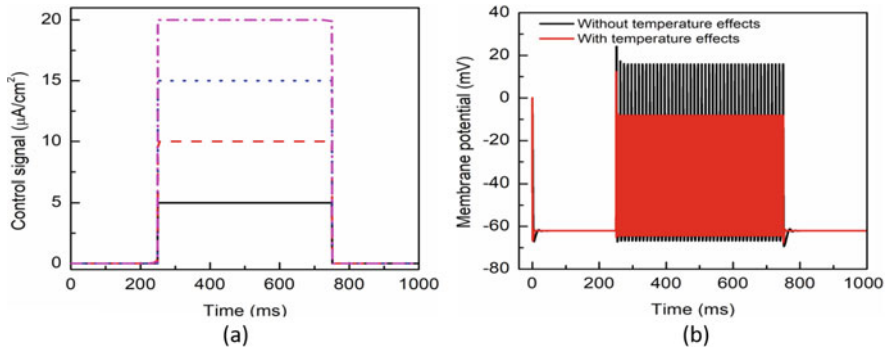 20
15
10
5
0
Control signal (µA/cm²)
0 200 400 600 800 1000
Time (ms)
(a)
Without temperature effects
With temperature effects
40
20
0
-20
-40
-60
-80
Membrane potential (mV)
0 200 400 600 800 1000
Time (ms)
(b)